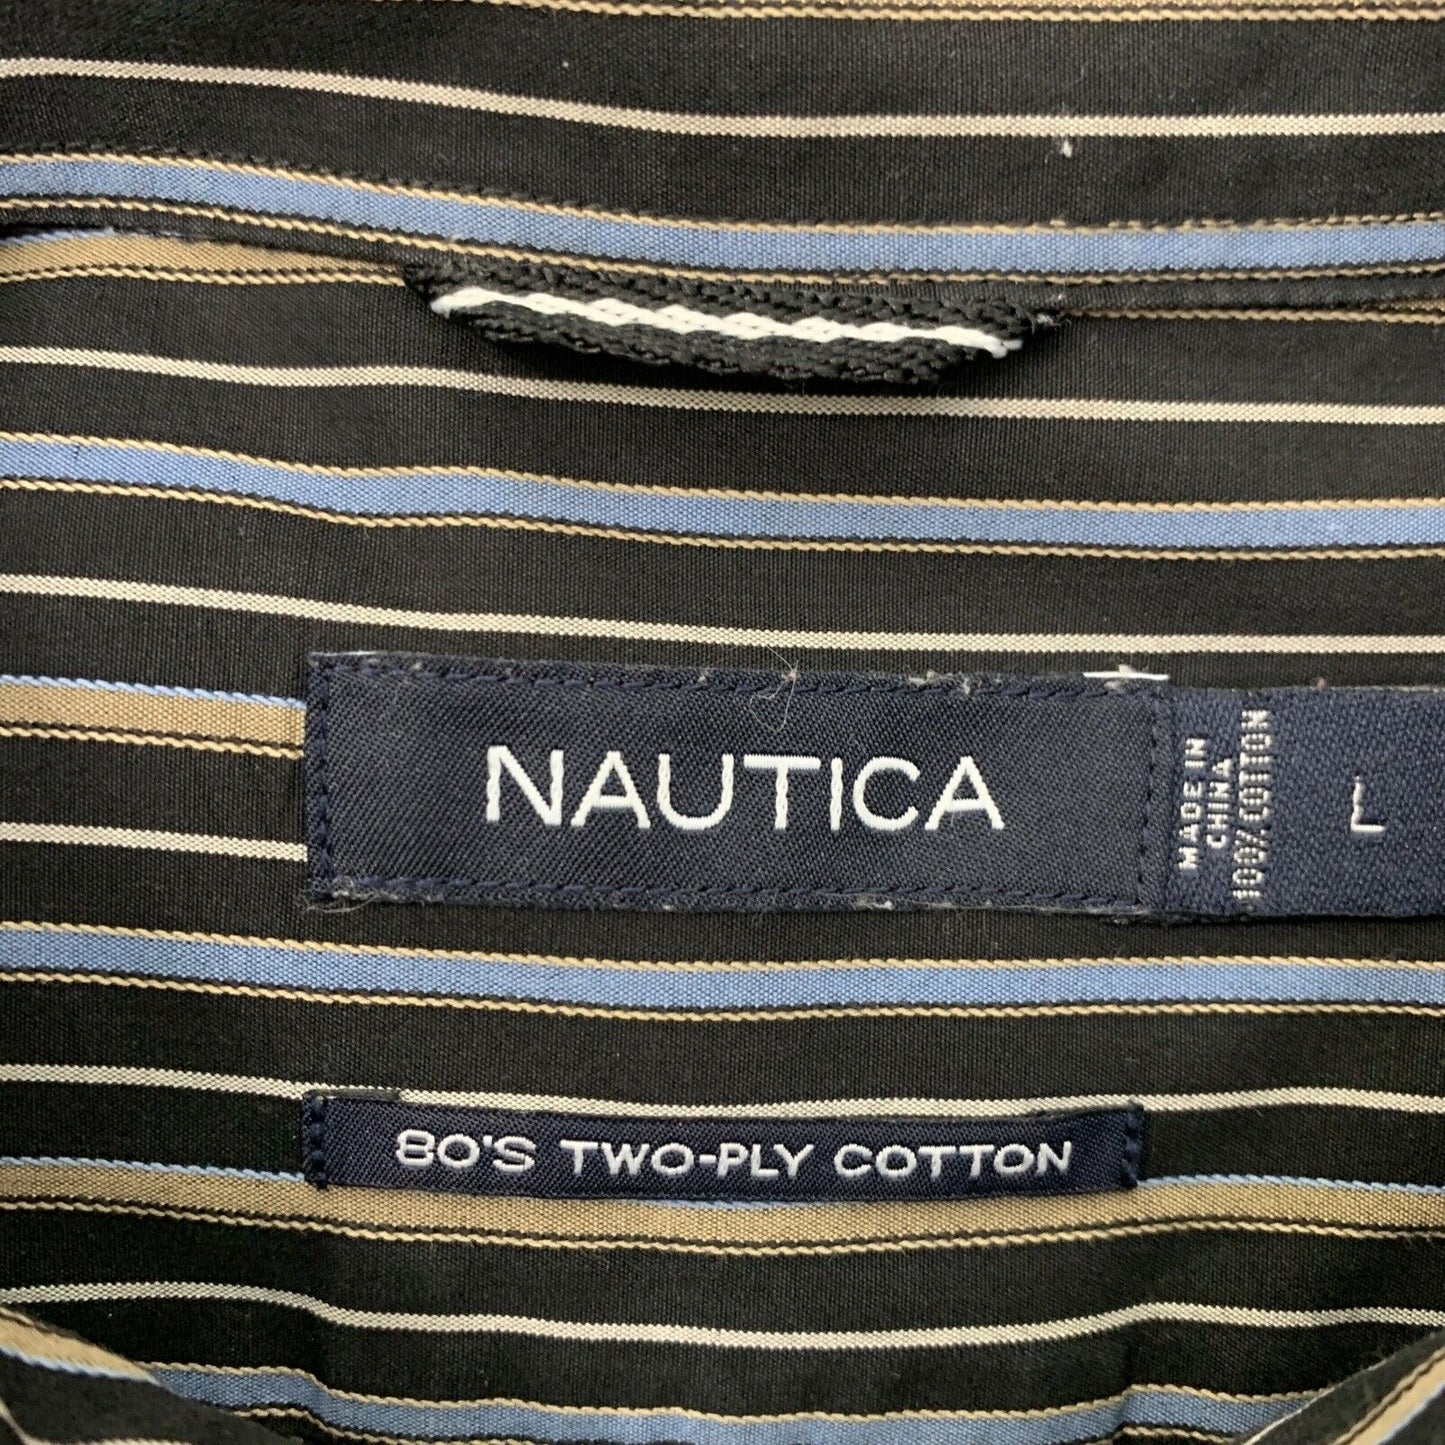 NAUTICA
MADE IN
CHINA
100% COTTON
L
80'S TWO-PLY COTTON